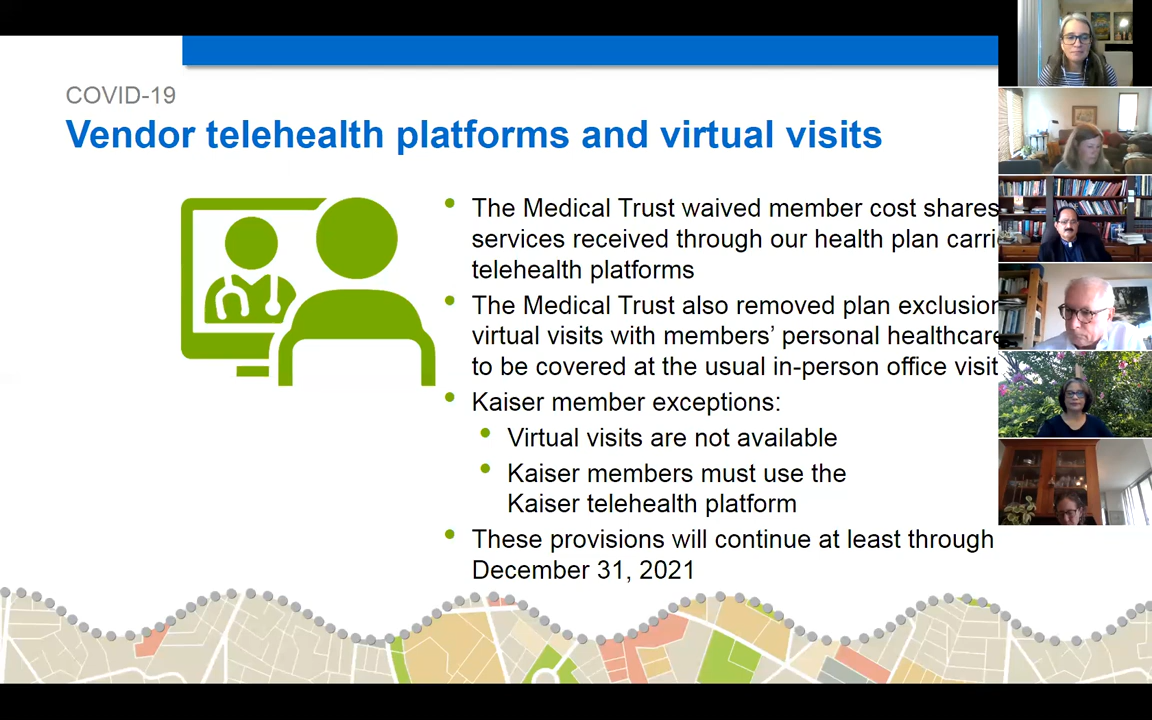 COVID-19
Vendor telehealth platforms and virtual visits
The Medical Trust waived member cost shares
services received through our health plan carri
telehealth platforms
The Medical Trust also removed plan exclusion
virtual visits with members’ personal healthcare
to be covered at the usual in-person office visit
Kaiser member exceptions:
Virtual visits are not available
Kaiser members must use the
Kaiser telehealth platform
These provisions will continue at least through
December 31, 2021